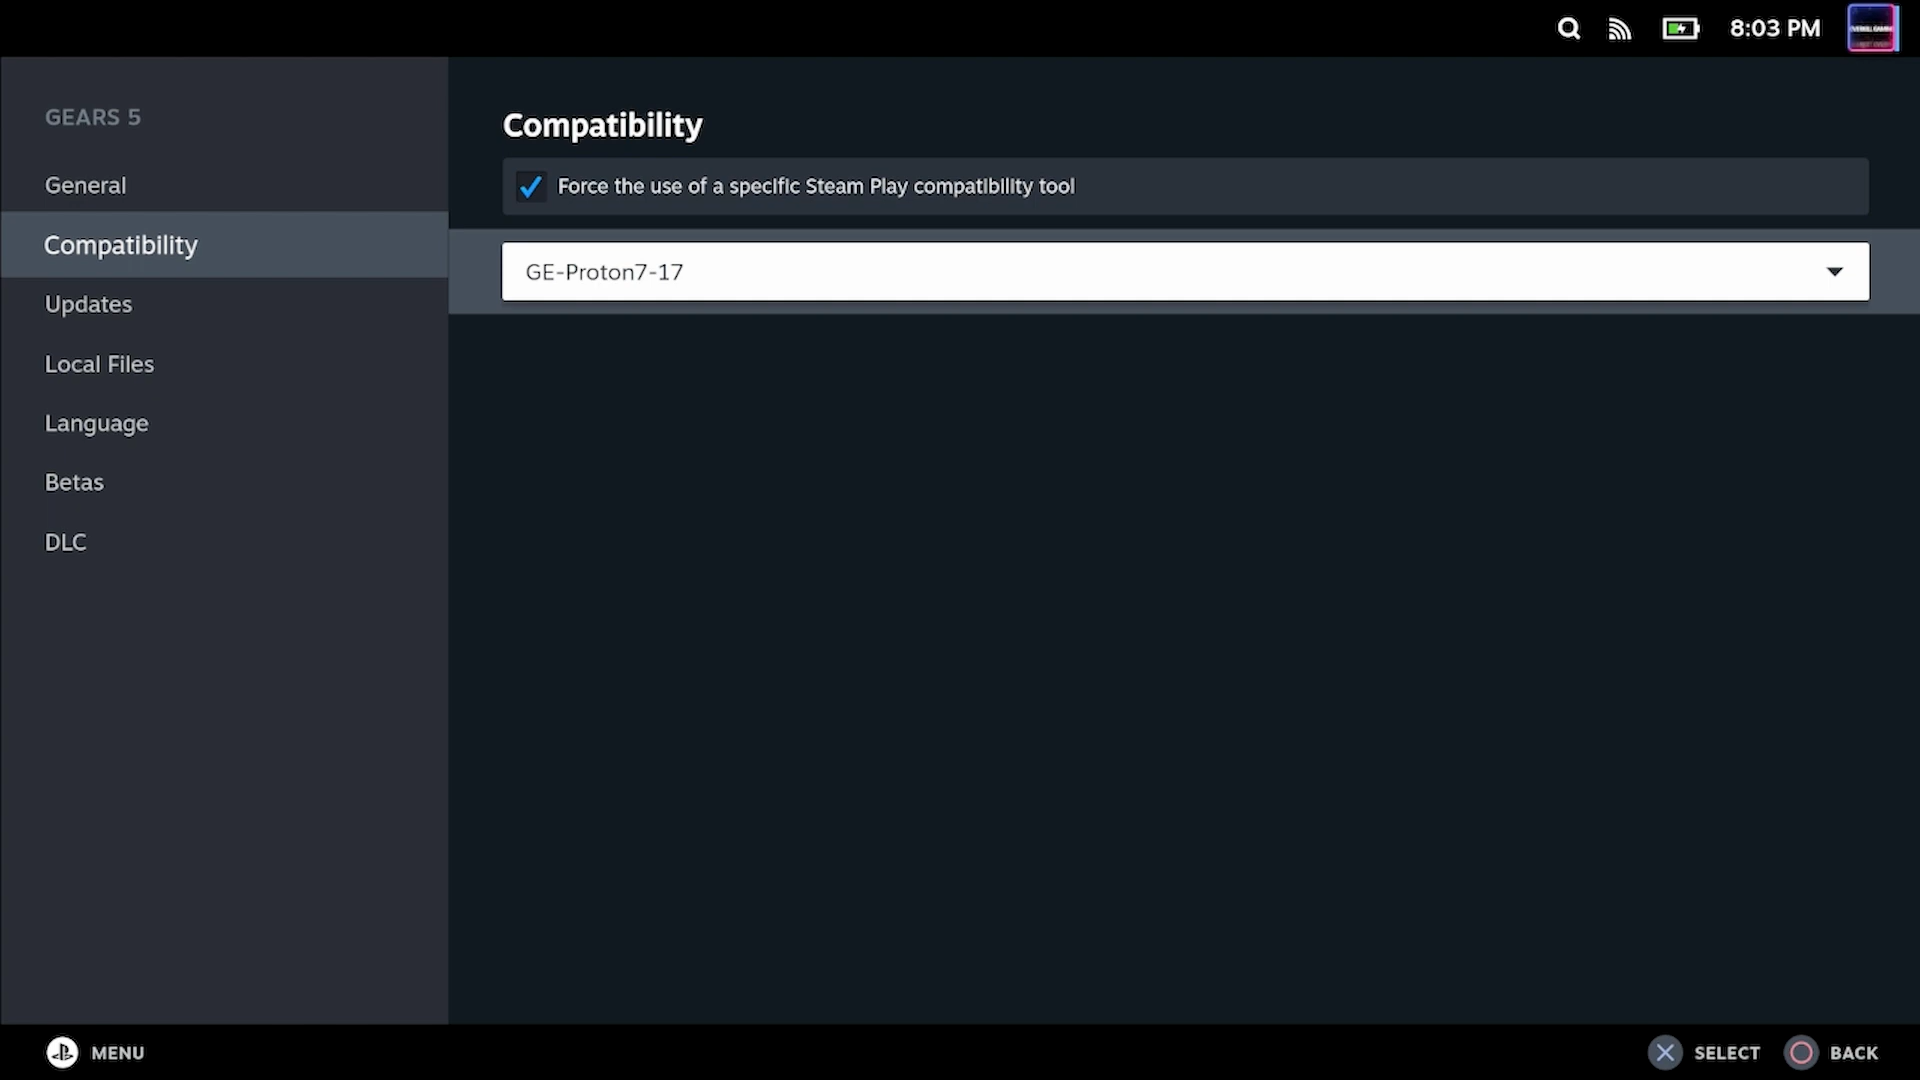 8:03 PM
GEARS 5
General
Compatibility
Updates
Local Files
Language
Betas
DLC
Compatibility
Force the use of a specific Steam Play compatibility tool
GE-Proton7-17
MENU
SELECT
BACK